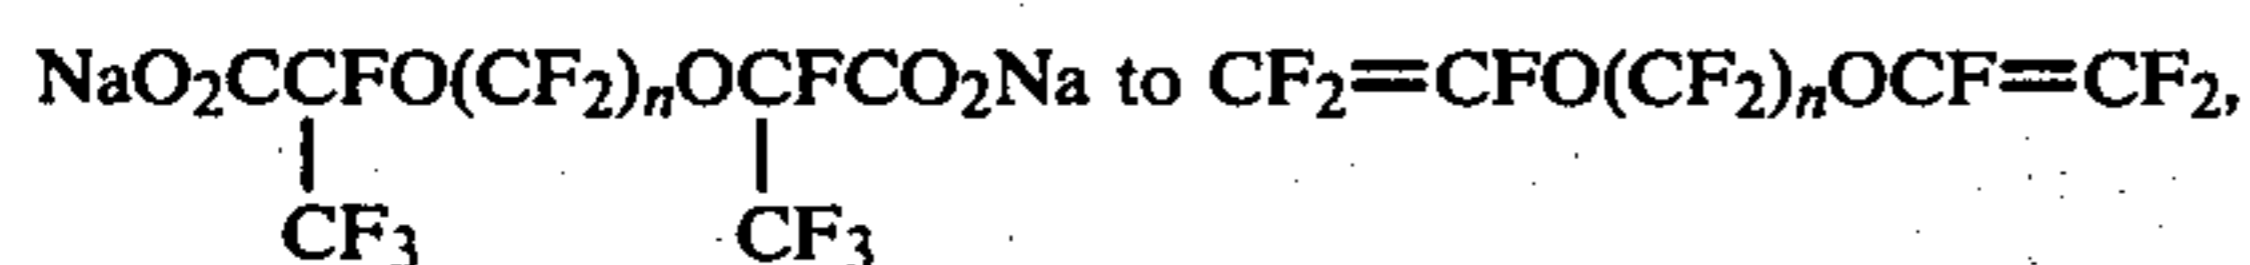 NaO₂CCFO(CF₂)ₙOCFCO₂Na to CF₂=CFO(CF₂)ₙOCF=CF₂,
CF₃ CF₃